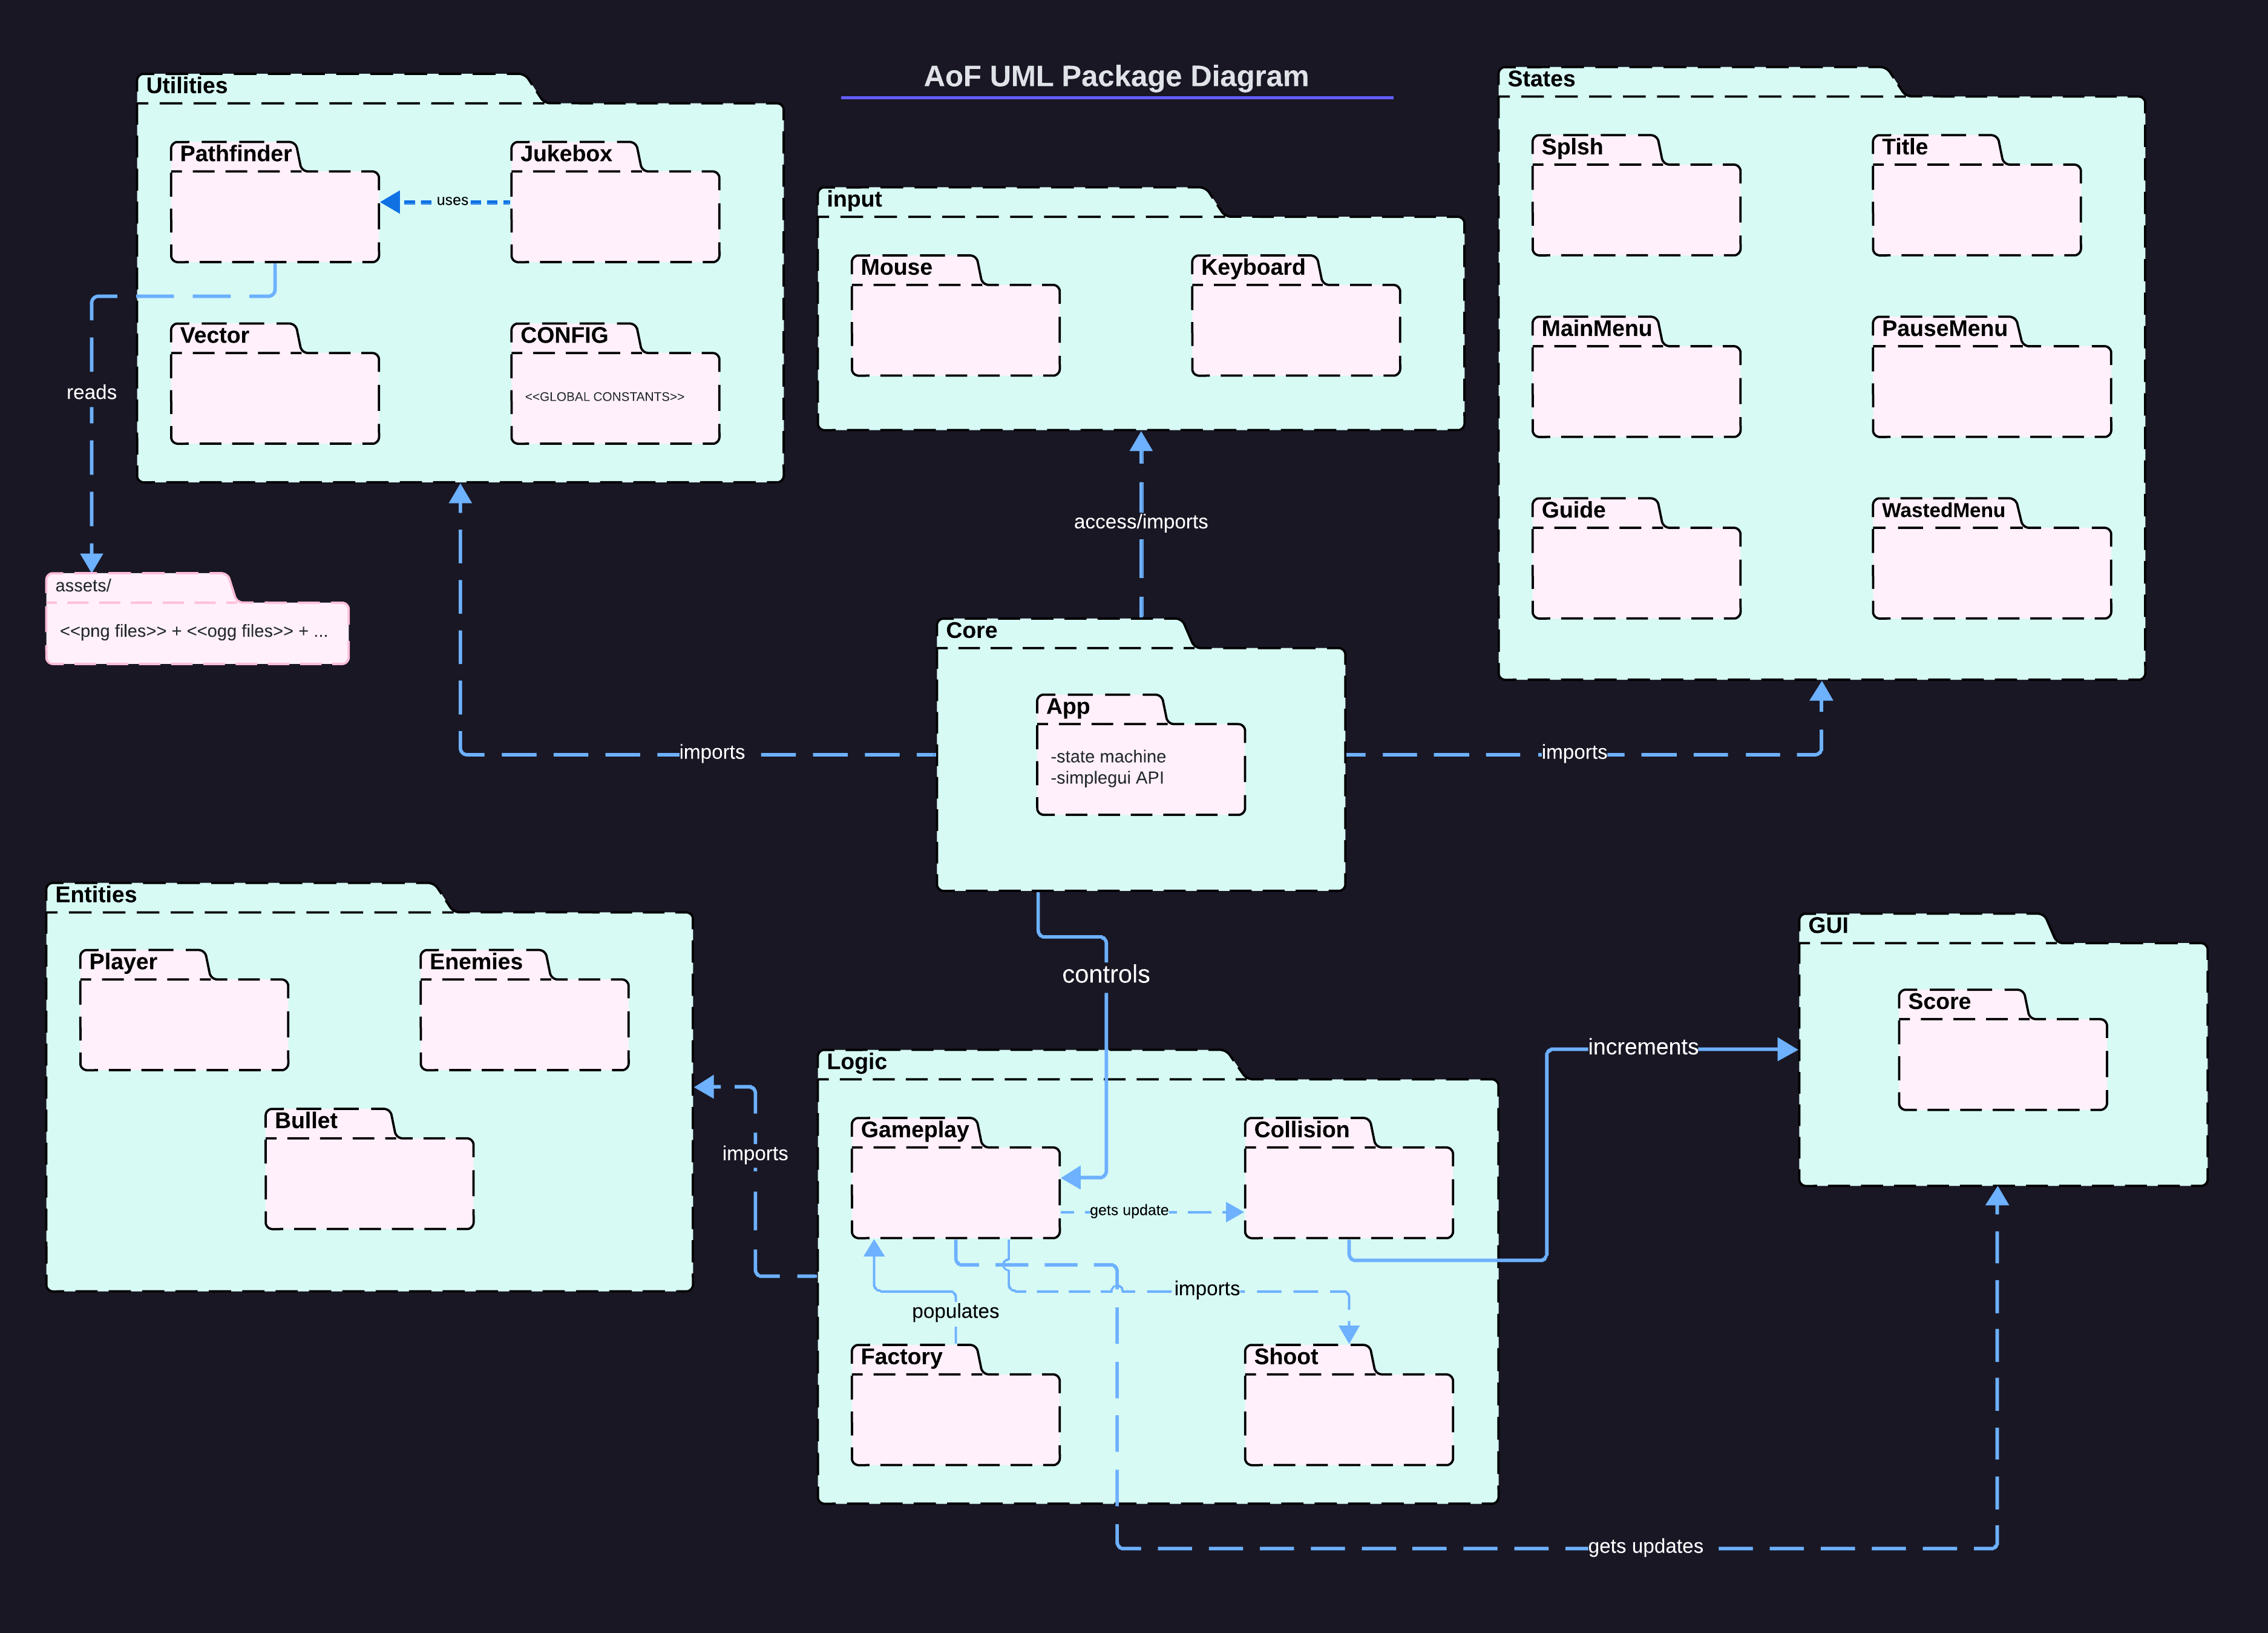 AoF UML Package Diagram
Utilities
Pathfinder
Jukebox
uses
Vector
CONFIG
<<GLOBAL CONSTANTS>>
reads
assets/
<<png files>> + <<ogg files>> + ...
input
Mouse
Keyboard
access/imports
States
Splsh
Title
MainMenu
PauseMenu
Guide
WastedMenu
Core
App
-state machine
-simplegui API
imports
imports
controls
Entities
Player
Enemies
Bullet
imports
Logic
Gameplay
Collision
gets update
imports
populates
Factory
Shoot
increments
GUI
Score
gets updates